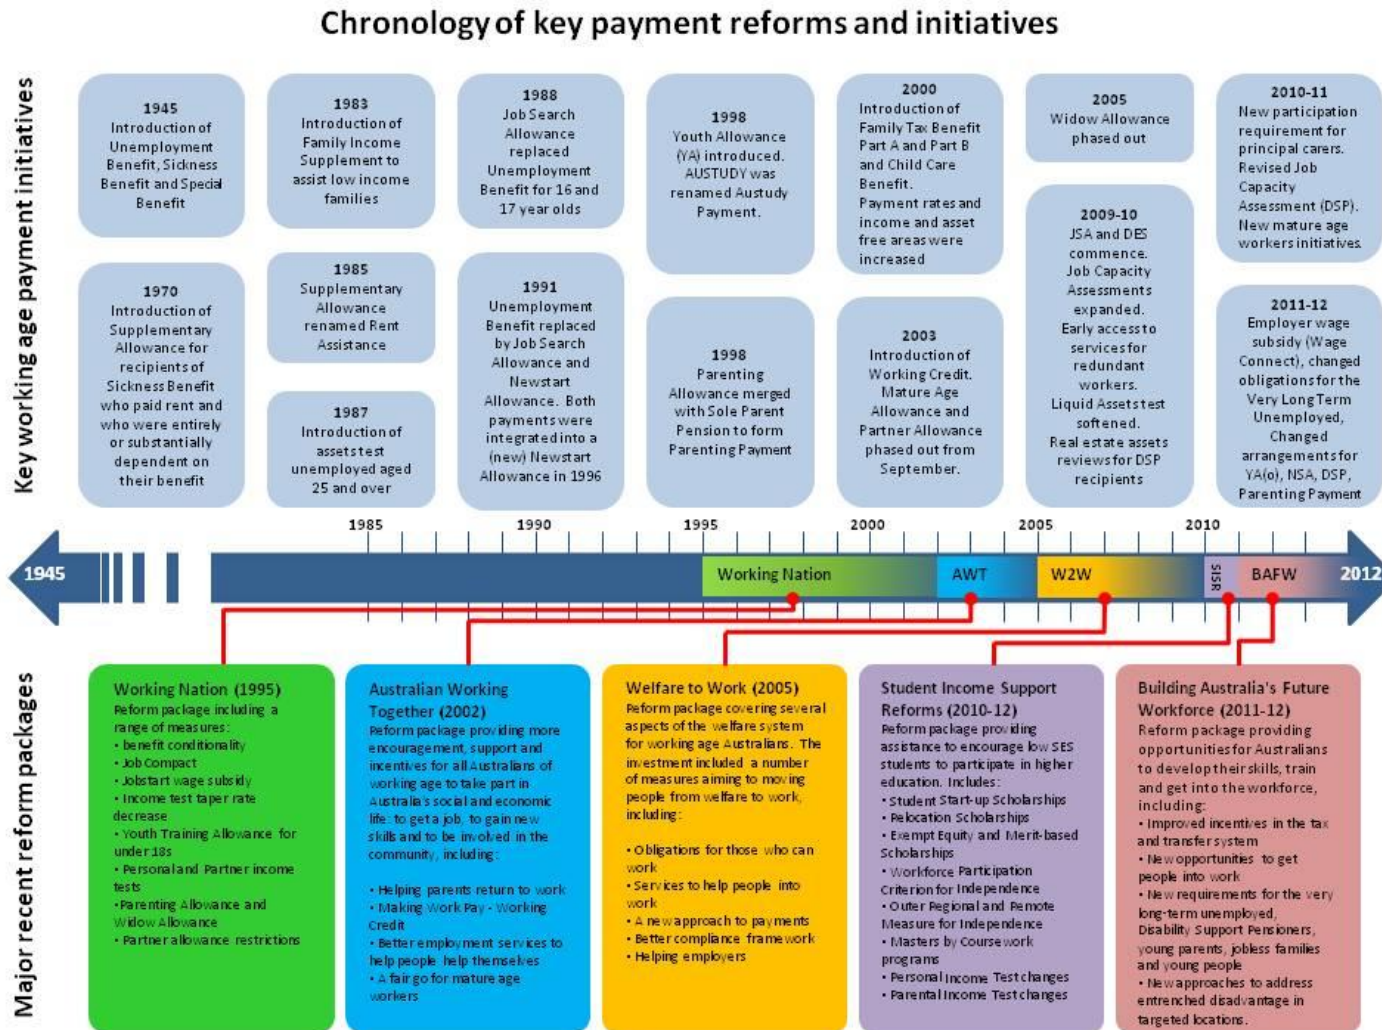 Chronology of key payment reforms and initiatives
Key working age payment initiatives
1945
Introduction of
Unemployment
Benefit, Sickness
Benefit and Special
Benefit
1970
Introduction of
Supplementary
Allowance for
recipients of
Sickness Benefit
who paid rent and
who were entirely
or substantially
dependent on
their benefit
1983
Introduction of
Family Income
Supplement to
assist low income
families
1985
Supplementary
Allowance
renamed Rent
Assistance
1987
Introduction of
assets test
unemployed aged
25 and over
1988
Job Search
Allowance
replaced
Unemployment
Benefit for 16 and
17 year olds
1991
Unemployment
Benefit replaced
by Job Search
Allowance and
Newstart
Allowance. Both
payments were
integrated into a
(new) Newstart
Allowance in 1996
1998
Youth Allowance
(YA) introduced.
AUSTUDY was
renamed Austudy
Payment.
1998
Parenting
Allowance merged
with Sole Parent
Pension to form
Parenting Payment
2000
Introduction of
Family Tax Benefit
Part A and Part B
and Child Care
Benefit.
Payment rates and
income and asset
free areas were
increased
2003
Introduction of
Working Credit.
Mature Age
Allowance and
Partner Allowance
phased out from
September.
2005
Widow Allowance
phased out
2009-10
JSA and DES
commence.
Job Capacity
Assessments
expanded.
Early access to
services for
redundant
workers.
Liquid Assets test
softened.
Real estate assets
reviews for DSP
recipients
2010-11
New participation
requirement for
principal carers.
Revised Job
Capacity
Assessment (DSP).
New mature age
workers initiatives.
2011-12
Employer wage
subsidy (Wage
Connect), changed
obligations for the
Very Long Term
Unemployed,
Changed
arrangements for
YA(o), NSA, DSP,
Parenting Payment
1985 1990 1995 2000 2005 2010
1945 Working Nation AWT W2W SISR BAFW 2012
Major recent reform packages
Working Nation (1995)
Reform package including a
range of measures:
• benefit conditionality
• Job Compact
• Jobstart wage subsidy
• Income test taper rate
decrease
• Youth Training Allowance for
under 18s
• Personal and Partner income
tests
•Parenting Allowance and
Widow Allowance
• Partner allowance restrictions
Australian Working
Together (2002)
Reform package providing more
encouragement, support and
incentives for all Australians of
working age to take part in
Australia's social and economic
life: to get a job, to gain new
skills and to be involved in the
community, including:
• Helping parents return to work
• Making Work Pay - Working
Credit
• Better employment services to
help people help themselves
• A fair go for mature age
workers
Welfare to Work (2005)
Reform package covering several
aspects of the welfare system
for working age Australians. The
investment included a number
of measures aiming to moving
people from welfare to work,
including:
• Obligations for those who can
work
•Services to help people into
work
• A new approach to payments
• Better compliance framework
• Helping employers
Student Income Support
Reforms (2010-12)
Reform package providing
assistance to encourage low SES
students to participate in higher
education. Includes:
• Student Start-up Scholarships
• Pelocation Scholarships
• Exempt Equity and Merit-based
Scholarships
• Workforce Participation
Criterion for Independence
• Outer Regional and Remote
Measure for Independence
• Masters by Coursework
programs
• Personal Income Test changes
• Parental Income Test changes
Building Australia's Future
Workforce (2011-12)
Reform package providing
opportunities for Australians
to develop their skills, train
and get into the workforce,
including:
• Improved incentives in the tax
and transfer system
• New opportunities to get
people into work
• New requirements for the very
long-term unemployed,
Disability Support Pensioners,
young parents, jobless families
and young people
• New approaches to address
entrenched disadvantage in
targeted locations.